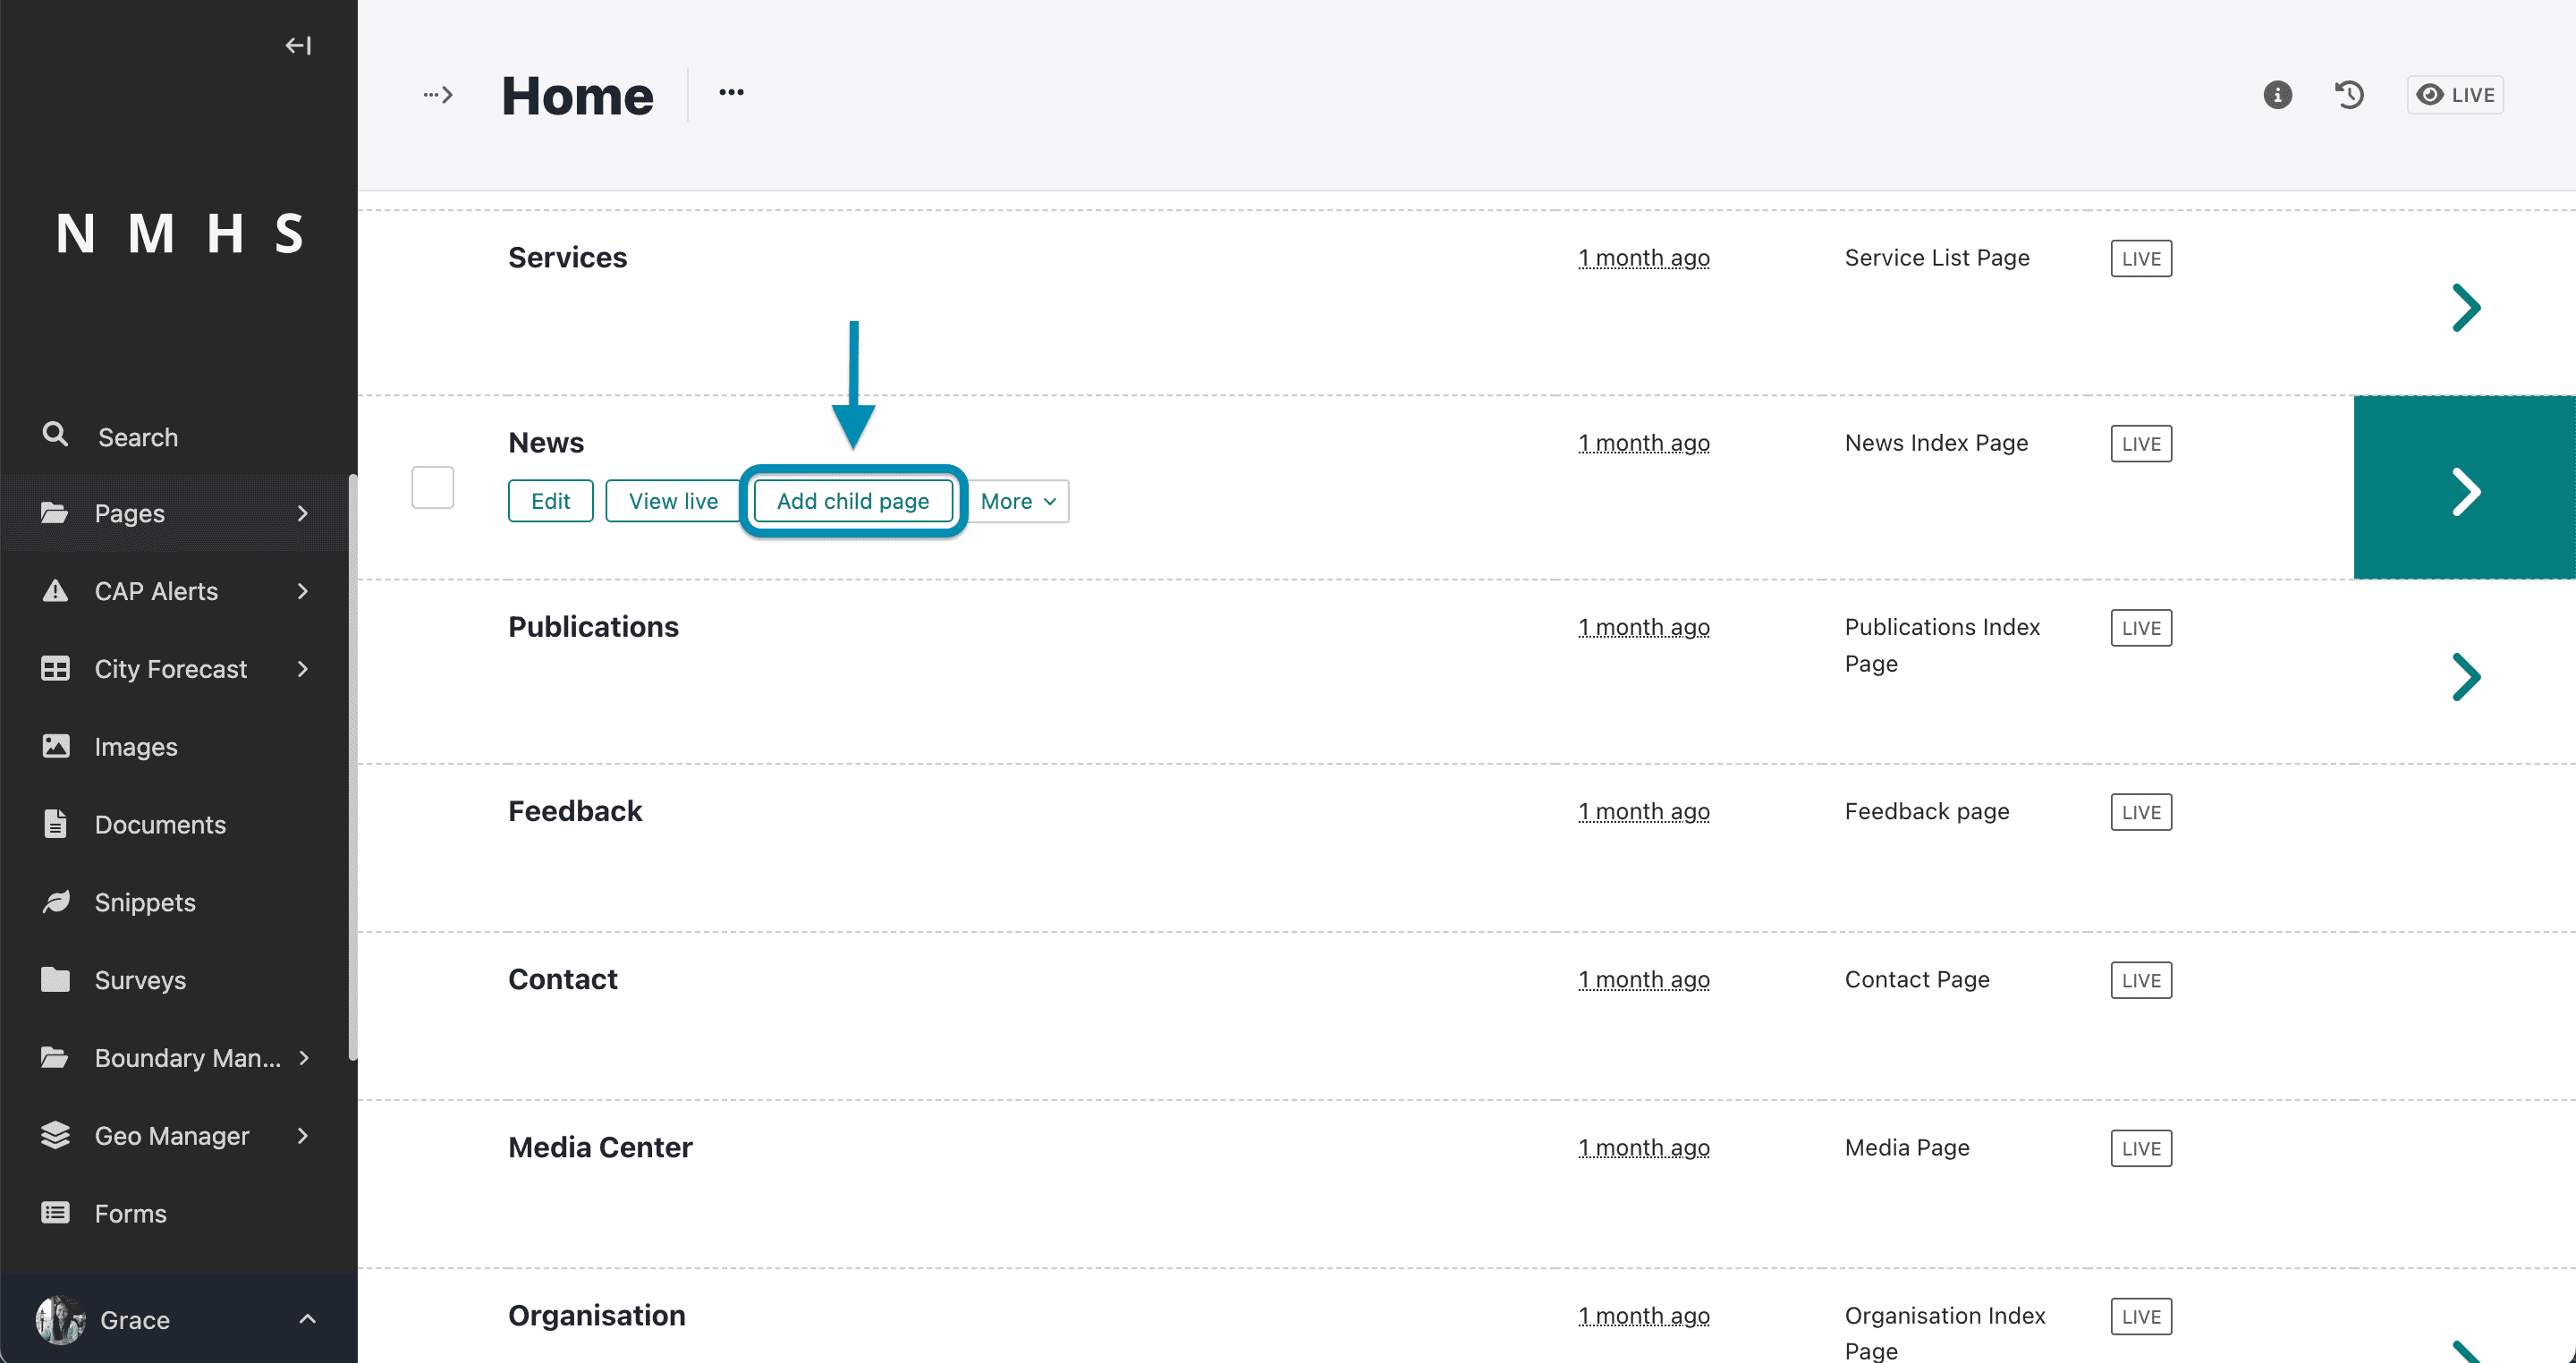 Home
LIVE
N M H S
Search
Pages
CAP Alerts
City Forecast
Images
Documents
Snippets
Surveys
Boundary Man...
Geo Manager
Forms
Grace
Services 1 month ago Service List Page LIVE
News 1 month ago News Index Page LIVE
Edit View live Add child page More
Publications 1 month ago Publications Index LIVE
Page
Feedback 1 month ago Feedback page LIVE
Contact 1 month ago Contact Page LIVE
Media Center 1 month ago Media Page LIVE
Organisation 1 month ago Organisation Index LIVE
Page